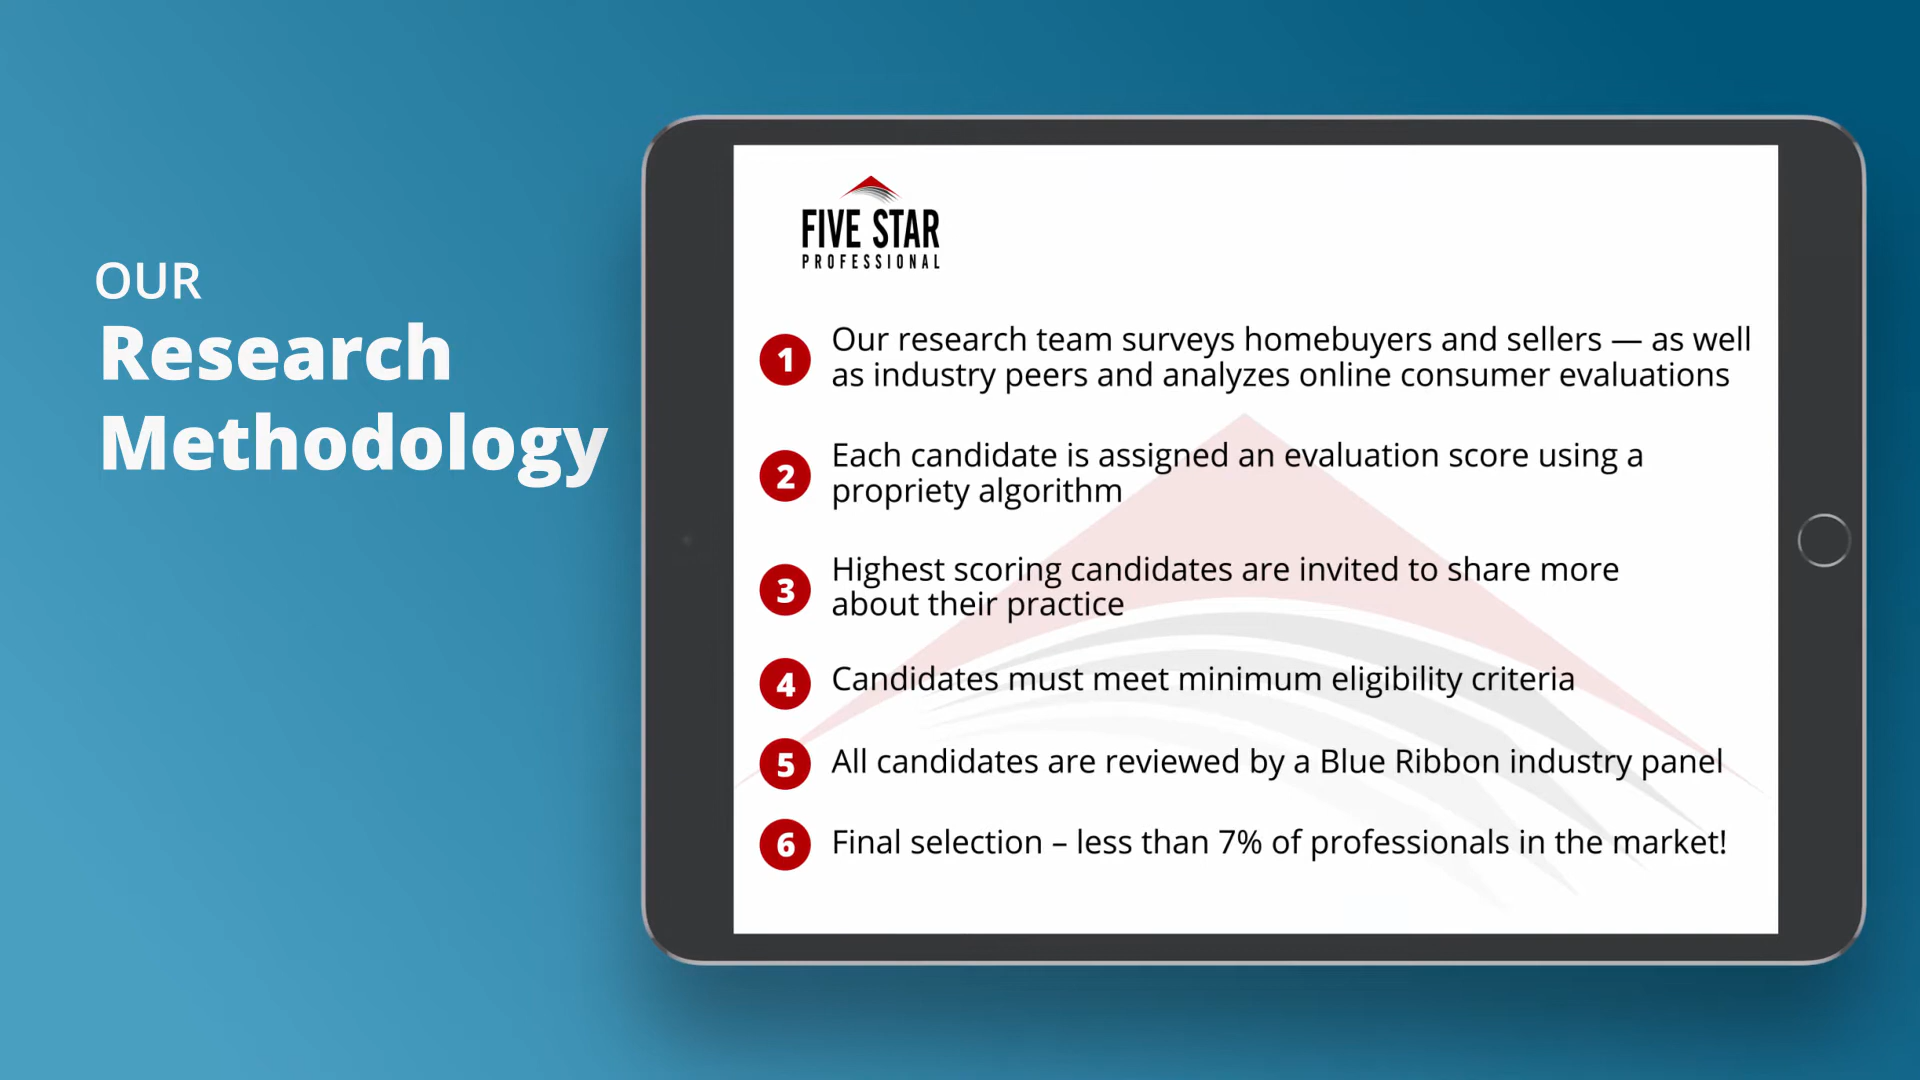 OUR
Research
Methodology
FIVE STAR
PROFESSIONAL
1 Our research team surveys homebuyers and sellers — as well
as industry peers and analyzes online consumer evaluations
2 Each candidate is assigned an evaluation score using a
propriety algorithm
3 Highest scoring candidates are invited to share more
about their practice
4 Candidates must meet minimum eligibility criteria
5 All candidates are reviewed by a Blue Ribbon industry panel
6 Final selection – less than 7% of professionals in the market!